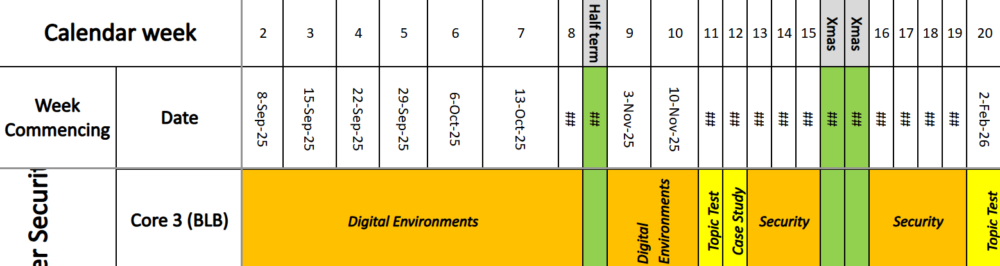 Calendar week 2 3 4 5 6 7 8 Half term 9 10 11 12 13 14 15 Xmas Xmas 16 17 18 19 20
Week
Commencing
Date 8-Sep-25 15-Sep-25 22-Sep-25 29-Sep-25 6-Oct-25 13-Oct-25 ## ## 3-Nov-25 10-Nov-25 ## ## ## ## ## ## ## ## ## ## ## 2-Feb-26
er Securit
Core 3 (BLB)
Digital Environments
Digital
Environments
Topic Test
Case Study
Security
Security
Topic Test